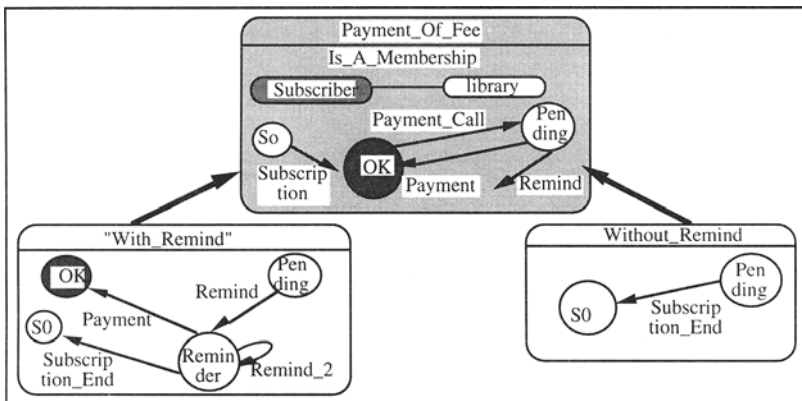 Payment_Of_Fee
Is_A_Membership
Subscriber
library
Payment_Call
Pen
ding
So
OK
Subscrip
tion
Payment
Remind
"With_Remind"
OK
Pen
ding
Remind
Payment
S0
Subscrip
tion_End
Remin
der
Remind_2
Without_Remind
S0
Pen
ding
Subscrip
tion_End